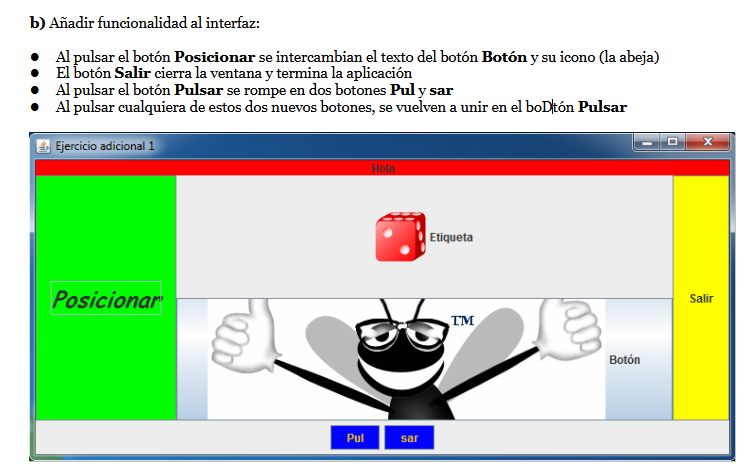 b) Añadir funcionalidad al interfaz:
● Al pulsar el botón Posicionar se intercambian el texto del botón Botón y su icono (la abeja)
● El botón Salir cierra la ventana y termina la aplicación
● Al pulsar el botón Pulsar se rompe en dos botones Pul y sar
● Al pulsar cualquiera de estos dos nuevos botones, se vuelven a unir en el boDtón Pulsar
Ejercicio adicional 1
Hola
Etiqueta
Posicionar
Salir
TM
Botón
Pul sar